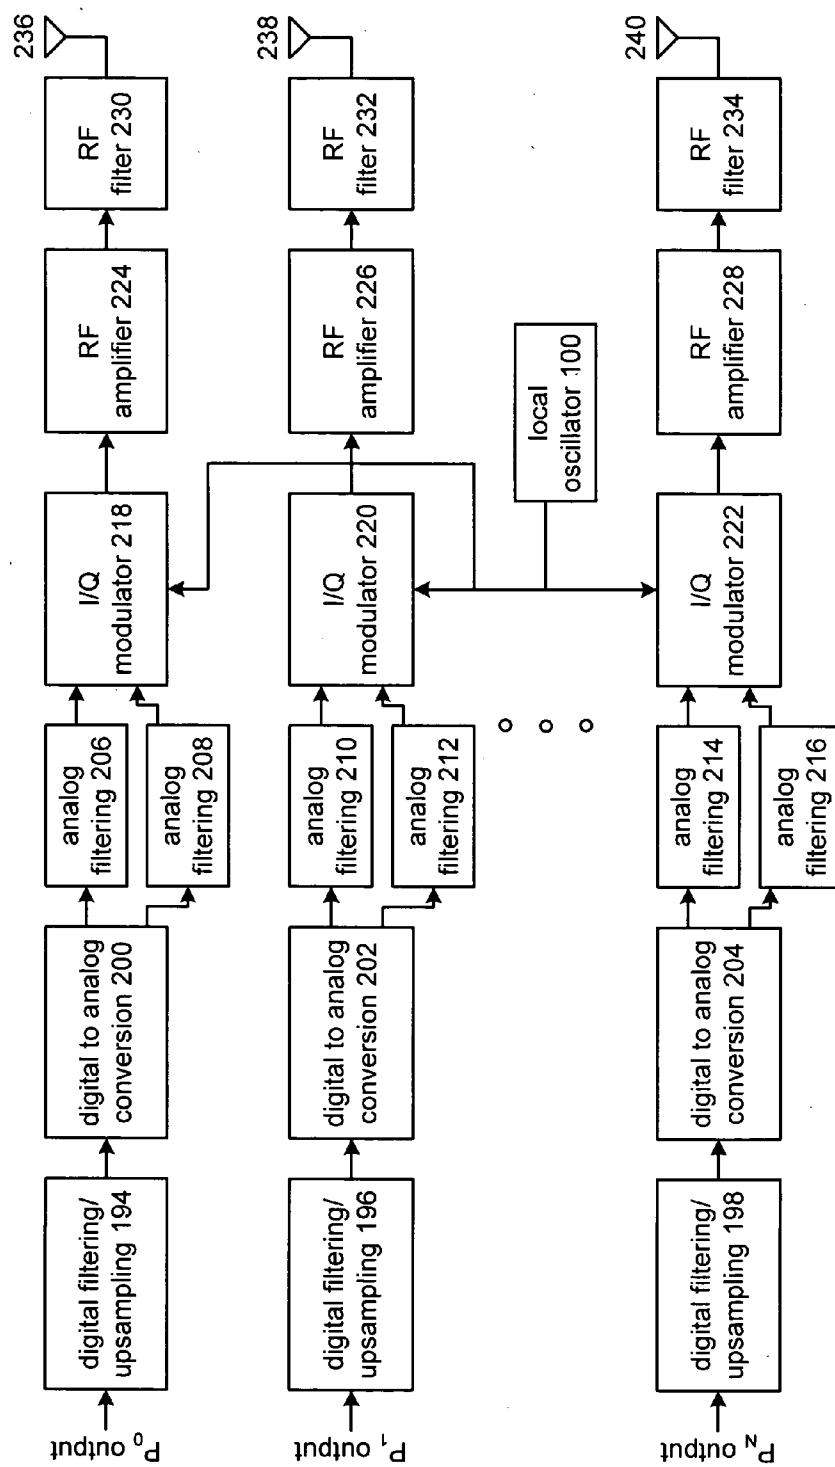 P0 output
digital filtering/
upsampling 194
digital to analog
conversion 200
analog
filtering 206
analog
filtering 208
I/Q
modulator 218
RF
amplifier 224
RF
filter 230
236
P1 output
digital filtering/
upsampling 196
digital to analog
conversion 202
analog
filtering 210
analog
filtering 212
I/Q
modulator 220
RF
amplifier 226
RF
filter 232
238
local
oscillator 100
PN output
digital filtering/
upsampling 198
digital to analog
conversion 204
analog
filtering 214
analog
filtering 216
I/Q
modulator 222
RF
amplifier 228
RF
filter 234
240